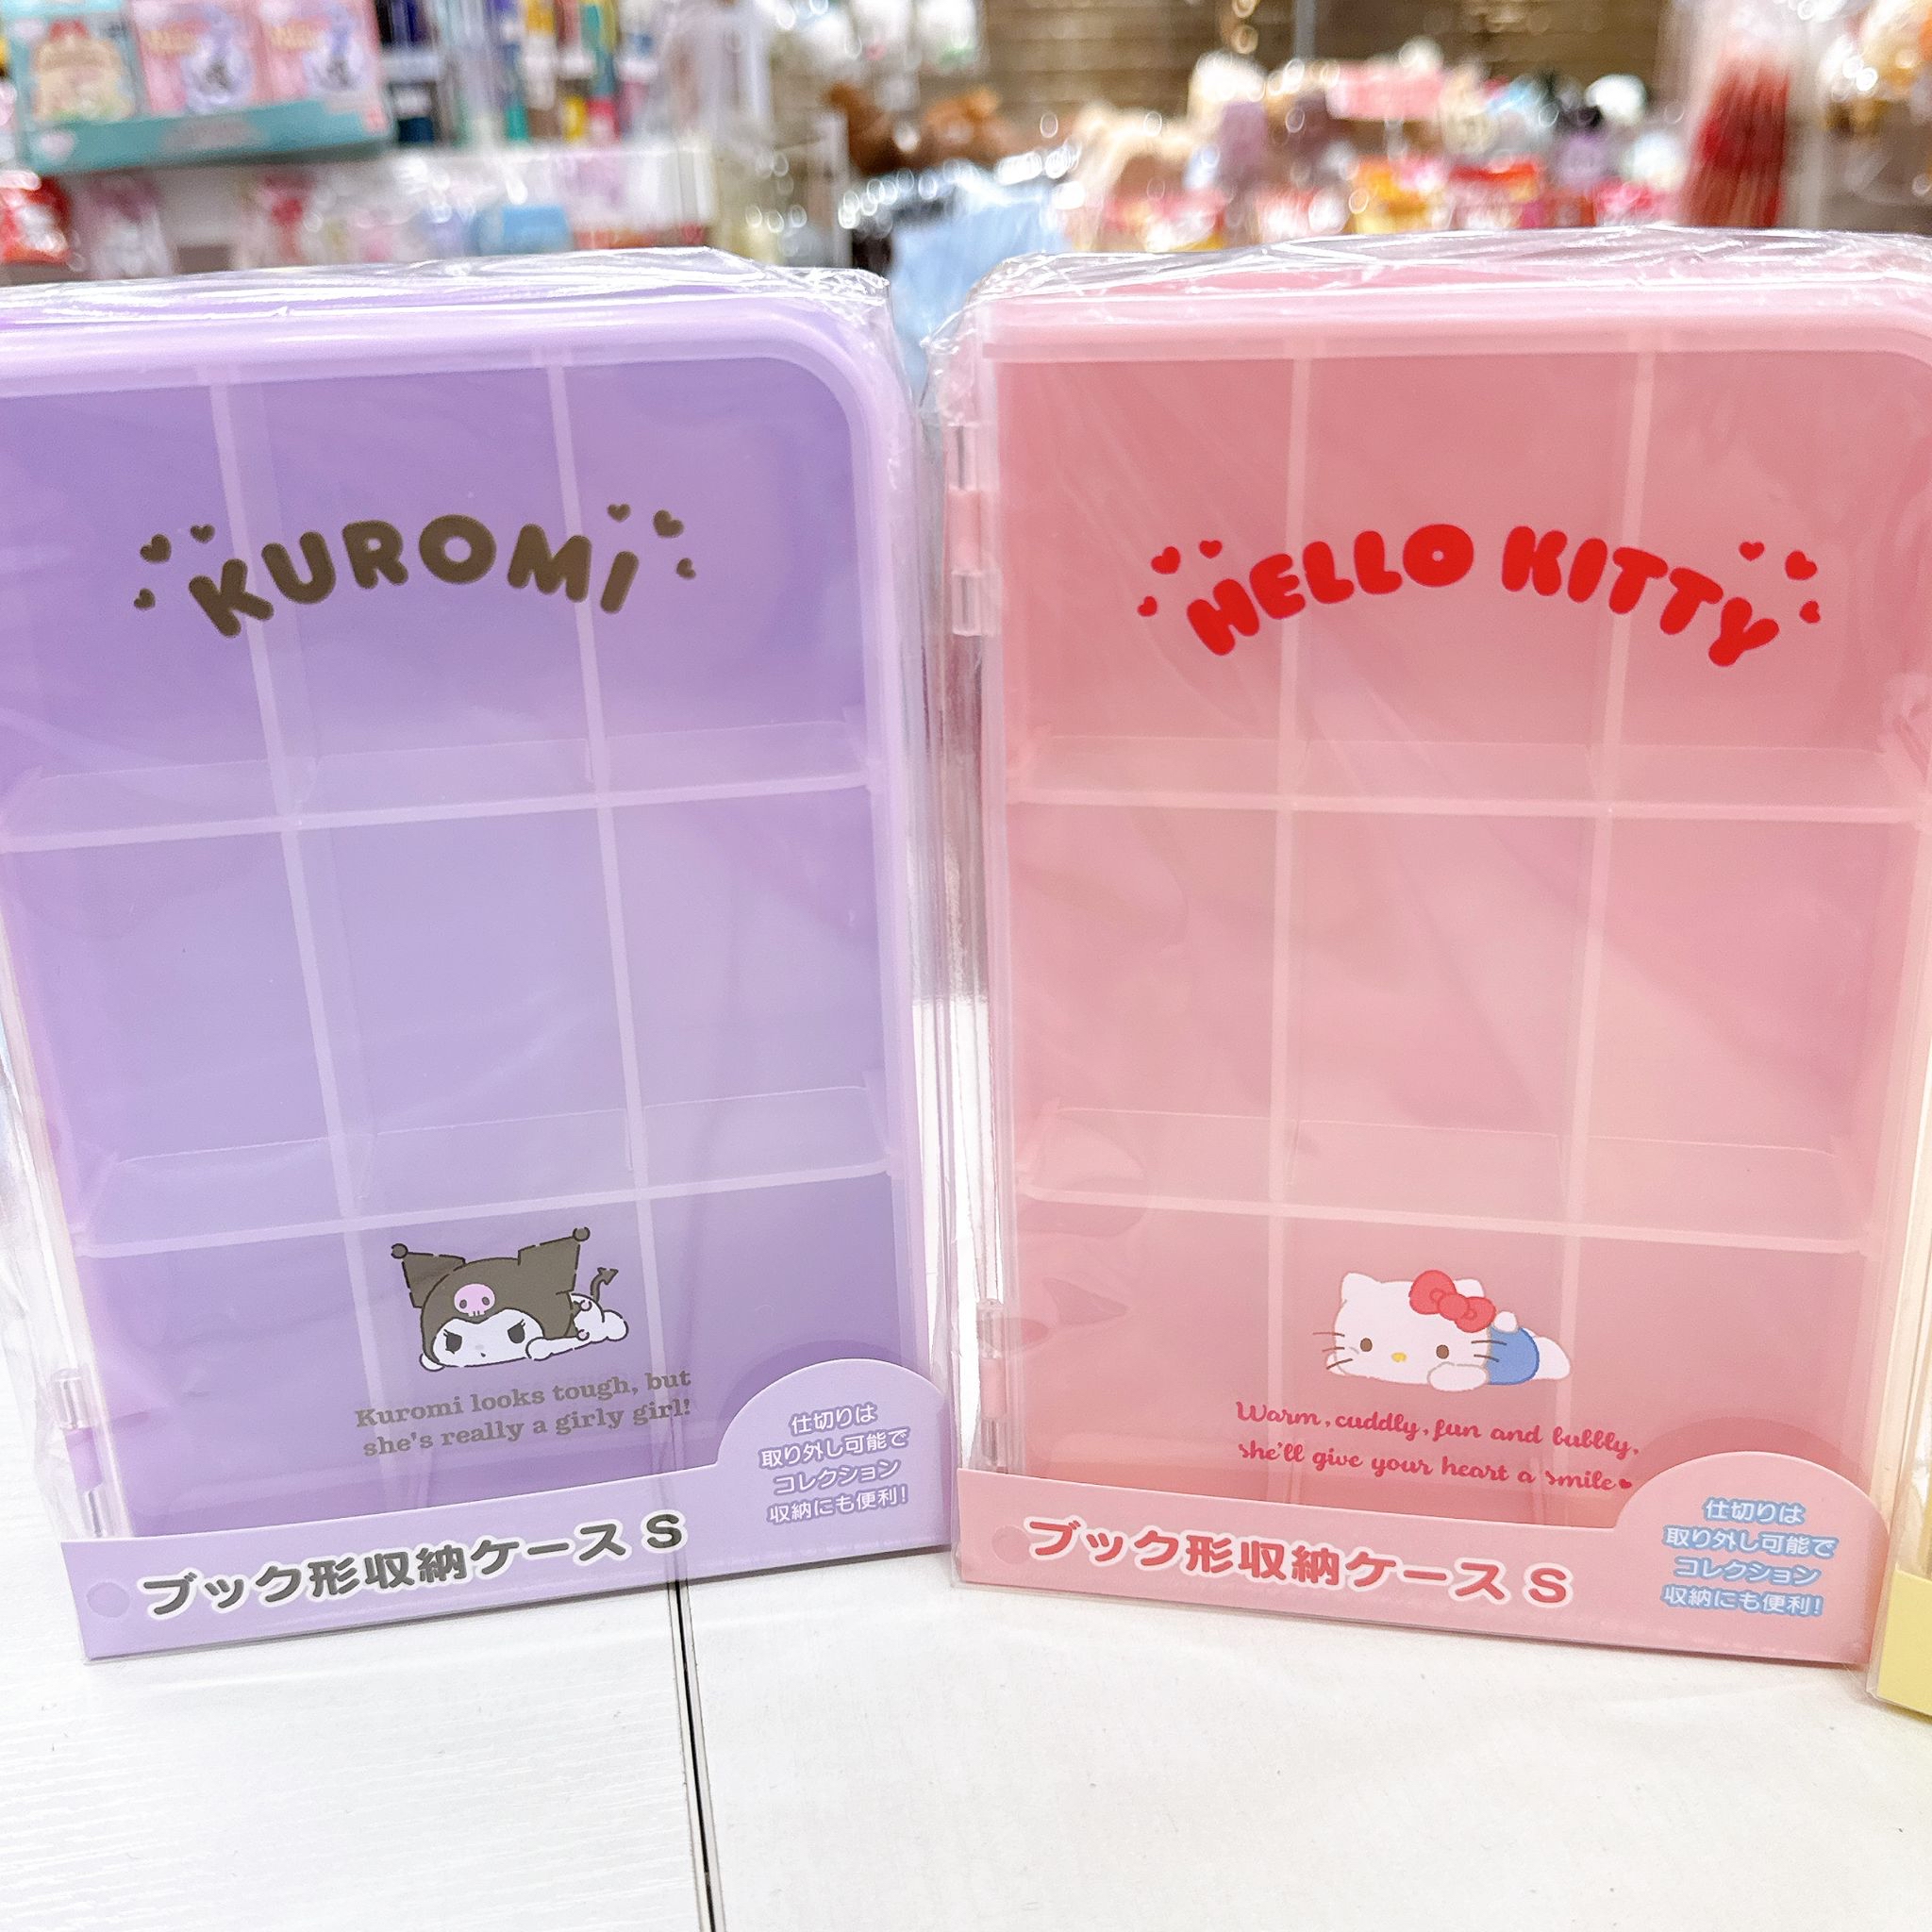 KUROMI
Kuromi looks tough, but
she's really a girly girl!
仕切りは
取り外し可能で
コレクション
収納にも便利!
ブック形収納ケース S
HELLO KITTY
Warm, cuddly, fun and bubbly,
she'll give your heart a smile
仕切りは
取り外し可能で
コレクション
収納にも便利!
ブック形収納ケース S